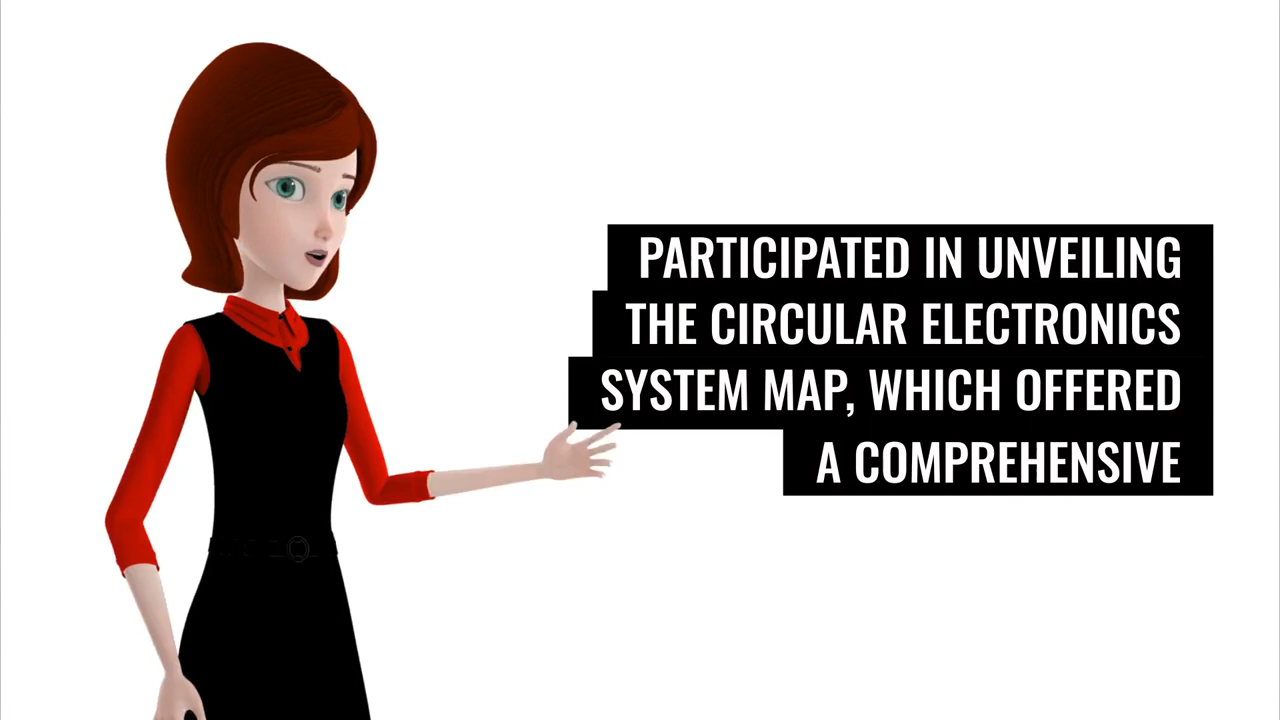 PARTICIPATED IN UNVEILING
THE CIRCULAR ELECTRONICS
SYSTEM MAP, WHICH OFFERED
A COMPREHENSIVE